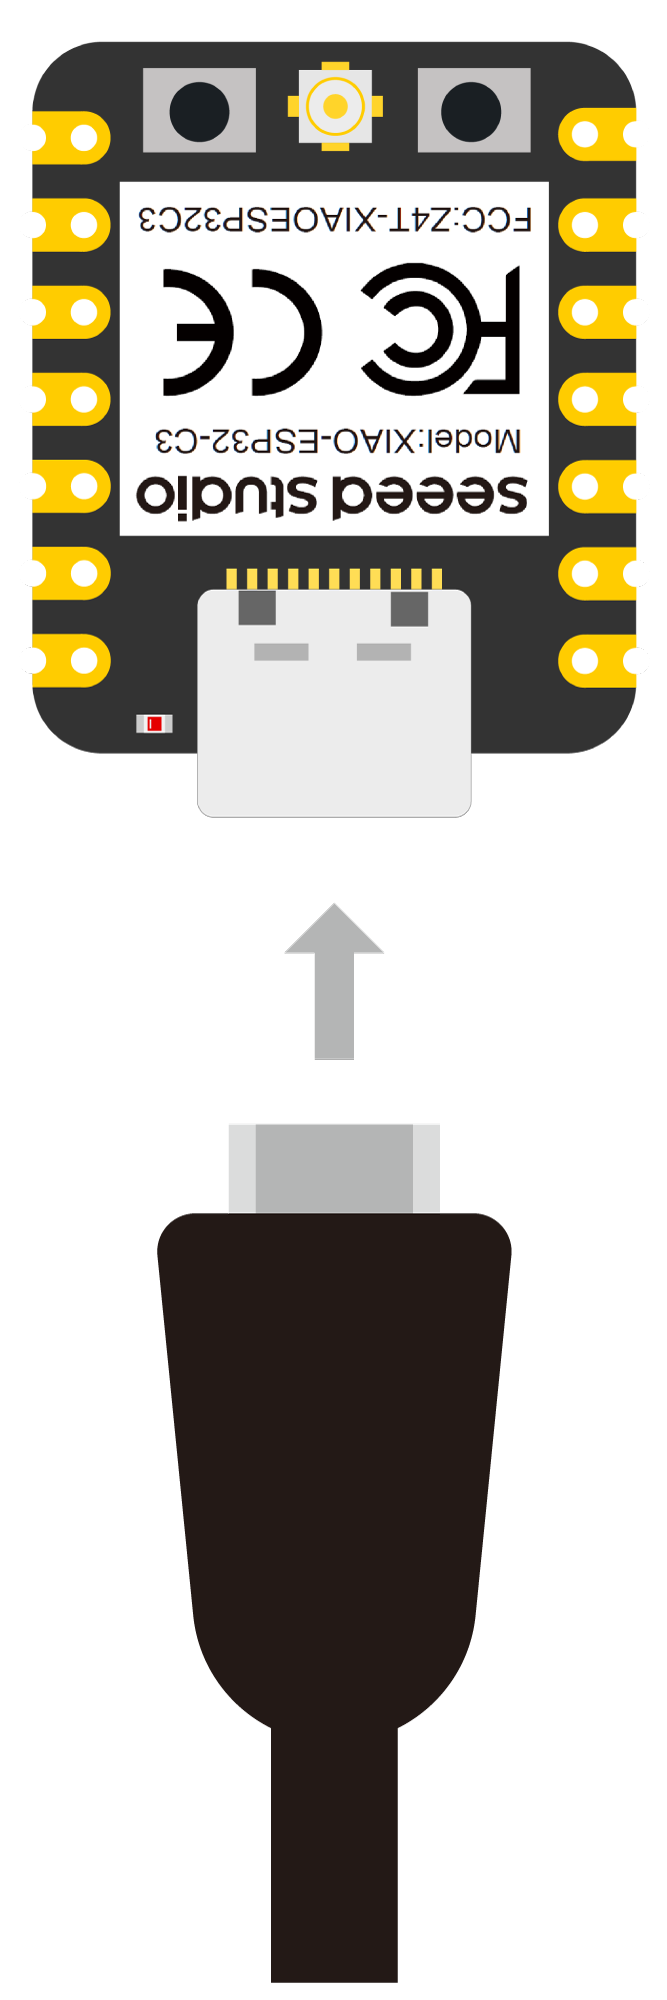 seeed studio
Model:XIAO-ESP32-C3
FC CE
FCC:Z4T-XIAOESP32C3